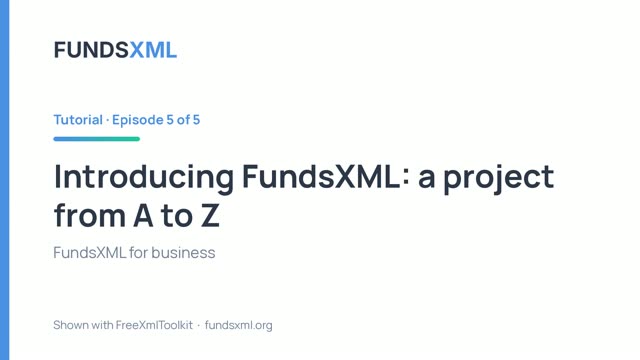 FUNDSXML
Tutorial · Episode 5 of 5
Introducing FundsXML: a project
from A to Z
FundsXML for business
Shown with FreeXmlToolkit · fundsxml.org